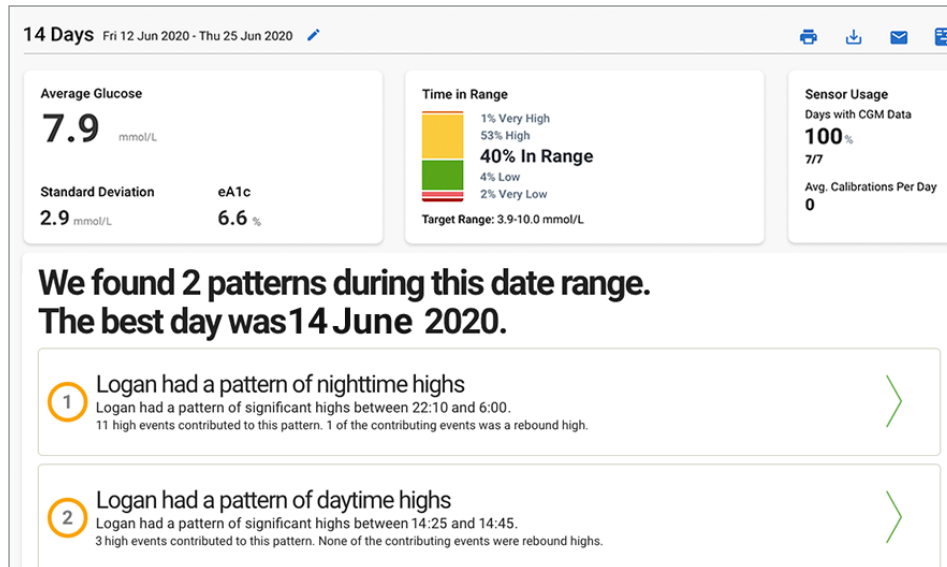 14 Days Fri 12 Jun 2020 - Thu 25 Jun 2020
Average Glucose
7.9 mmol/L
Standard Deviation
2.9 mmol/L
eA1c
6.6 %
Time in Range
1% Very High
53% High
40% In Range
4% Low
2% Very Low
Target Range: 3.9-10.0 mmol/L
Sensor Usage
Days with CGM Data
100 %
7/7
Avg. Calibrations Per Day
0
We found 2 patterns during this date range.
The best day was 14 June 2020.
1
Logan had a pattern of nighttime highs
Logan had a pattern of significant highs between 22:10 and 6:00.
11 high events contributed to this pattern. 1 of the contributing events was a rebound high.
2
Logan had a pattern of daytime highs
Logan had a pattern of significant highs between 14:25 and 14:45.
3 high events contributed to this pattern. None of the contributing events were rebound highs.